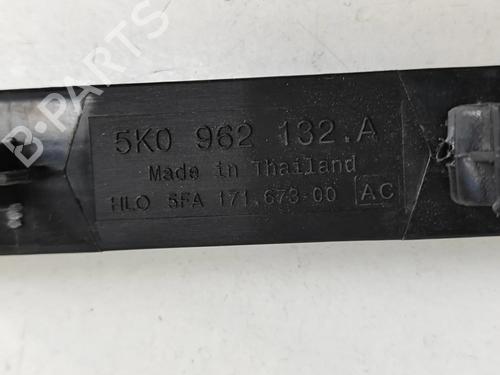 5K0 962 132.A
Made in Thailand
HLO 5FA 171.673-00 AC
B-PARTS